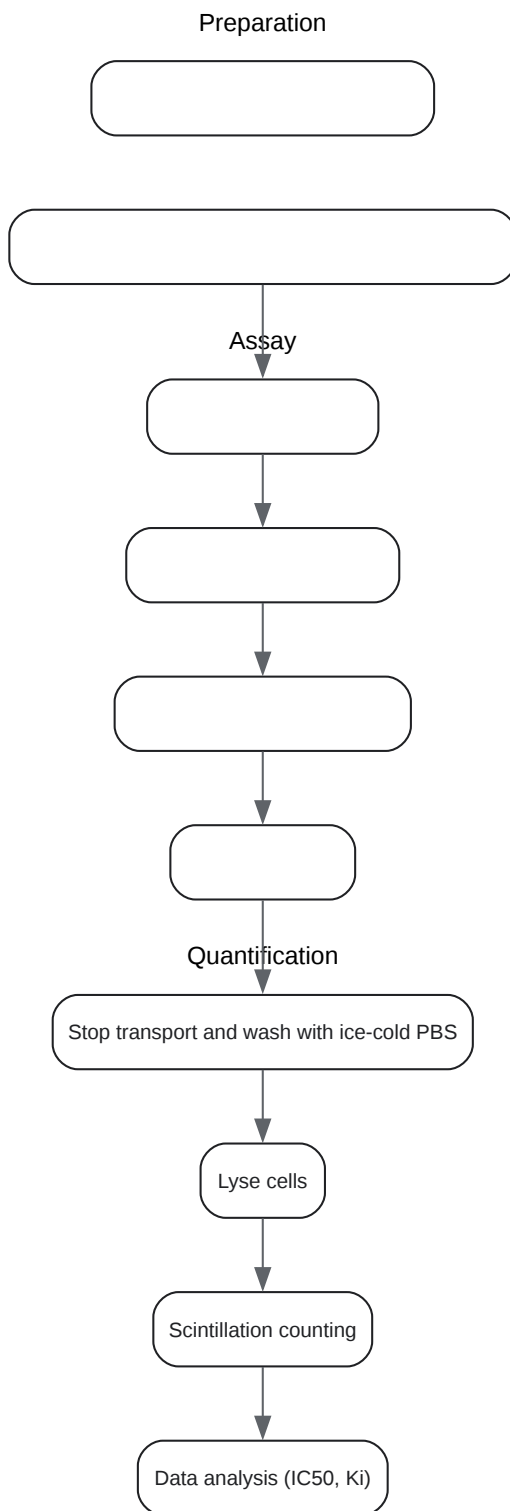 Preparation
Assay
Quantification
Stop transport and wash with ice-cold PBS
Lyse cells
Scintillation counting
Data analysis (IC50, Ki)